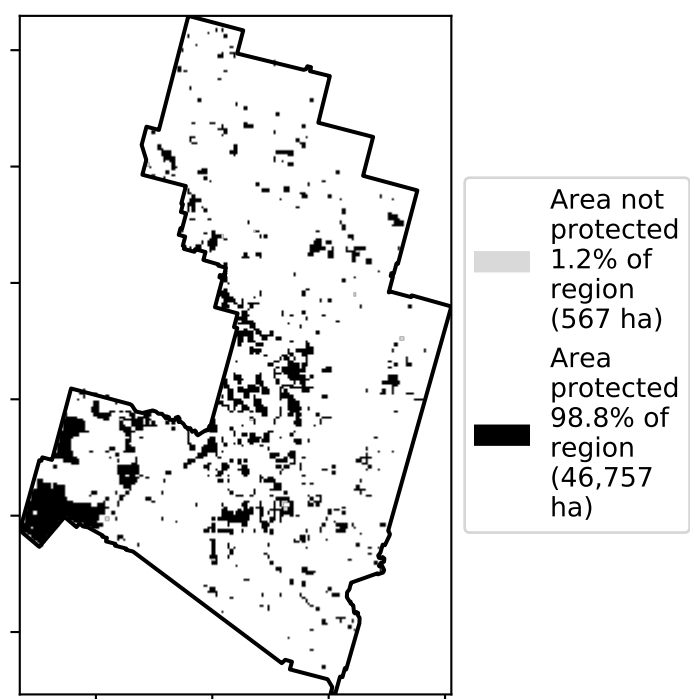 Area not
protected
1.2% of
region
(567 ha)
Area
protected
98.8% of
region
(46,757
ha)